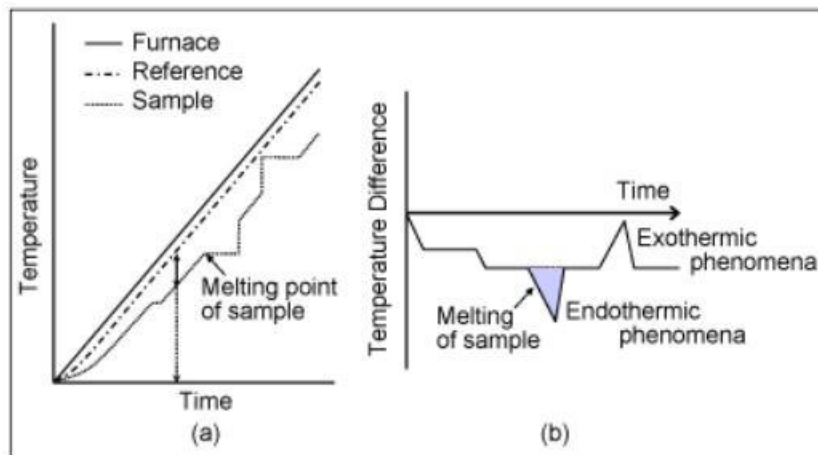 Furnace
Reference
Sample
Temperature
Melting point
of sample
Time
(a)
Temperature Difference
Time
Exothermic
phenomena
Melting
of sample
Endothermic
phenomena
(b)